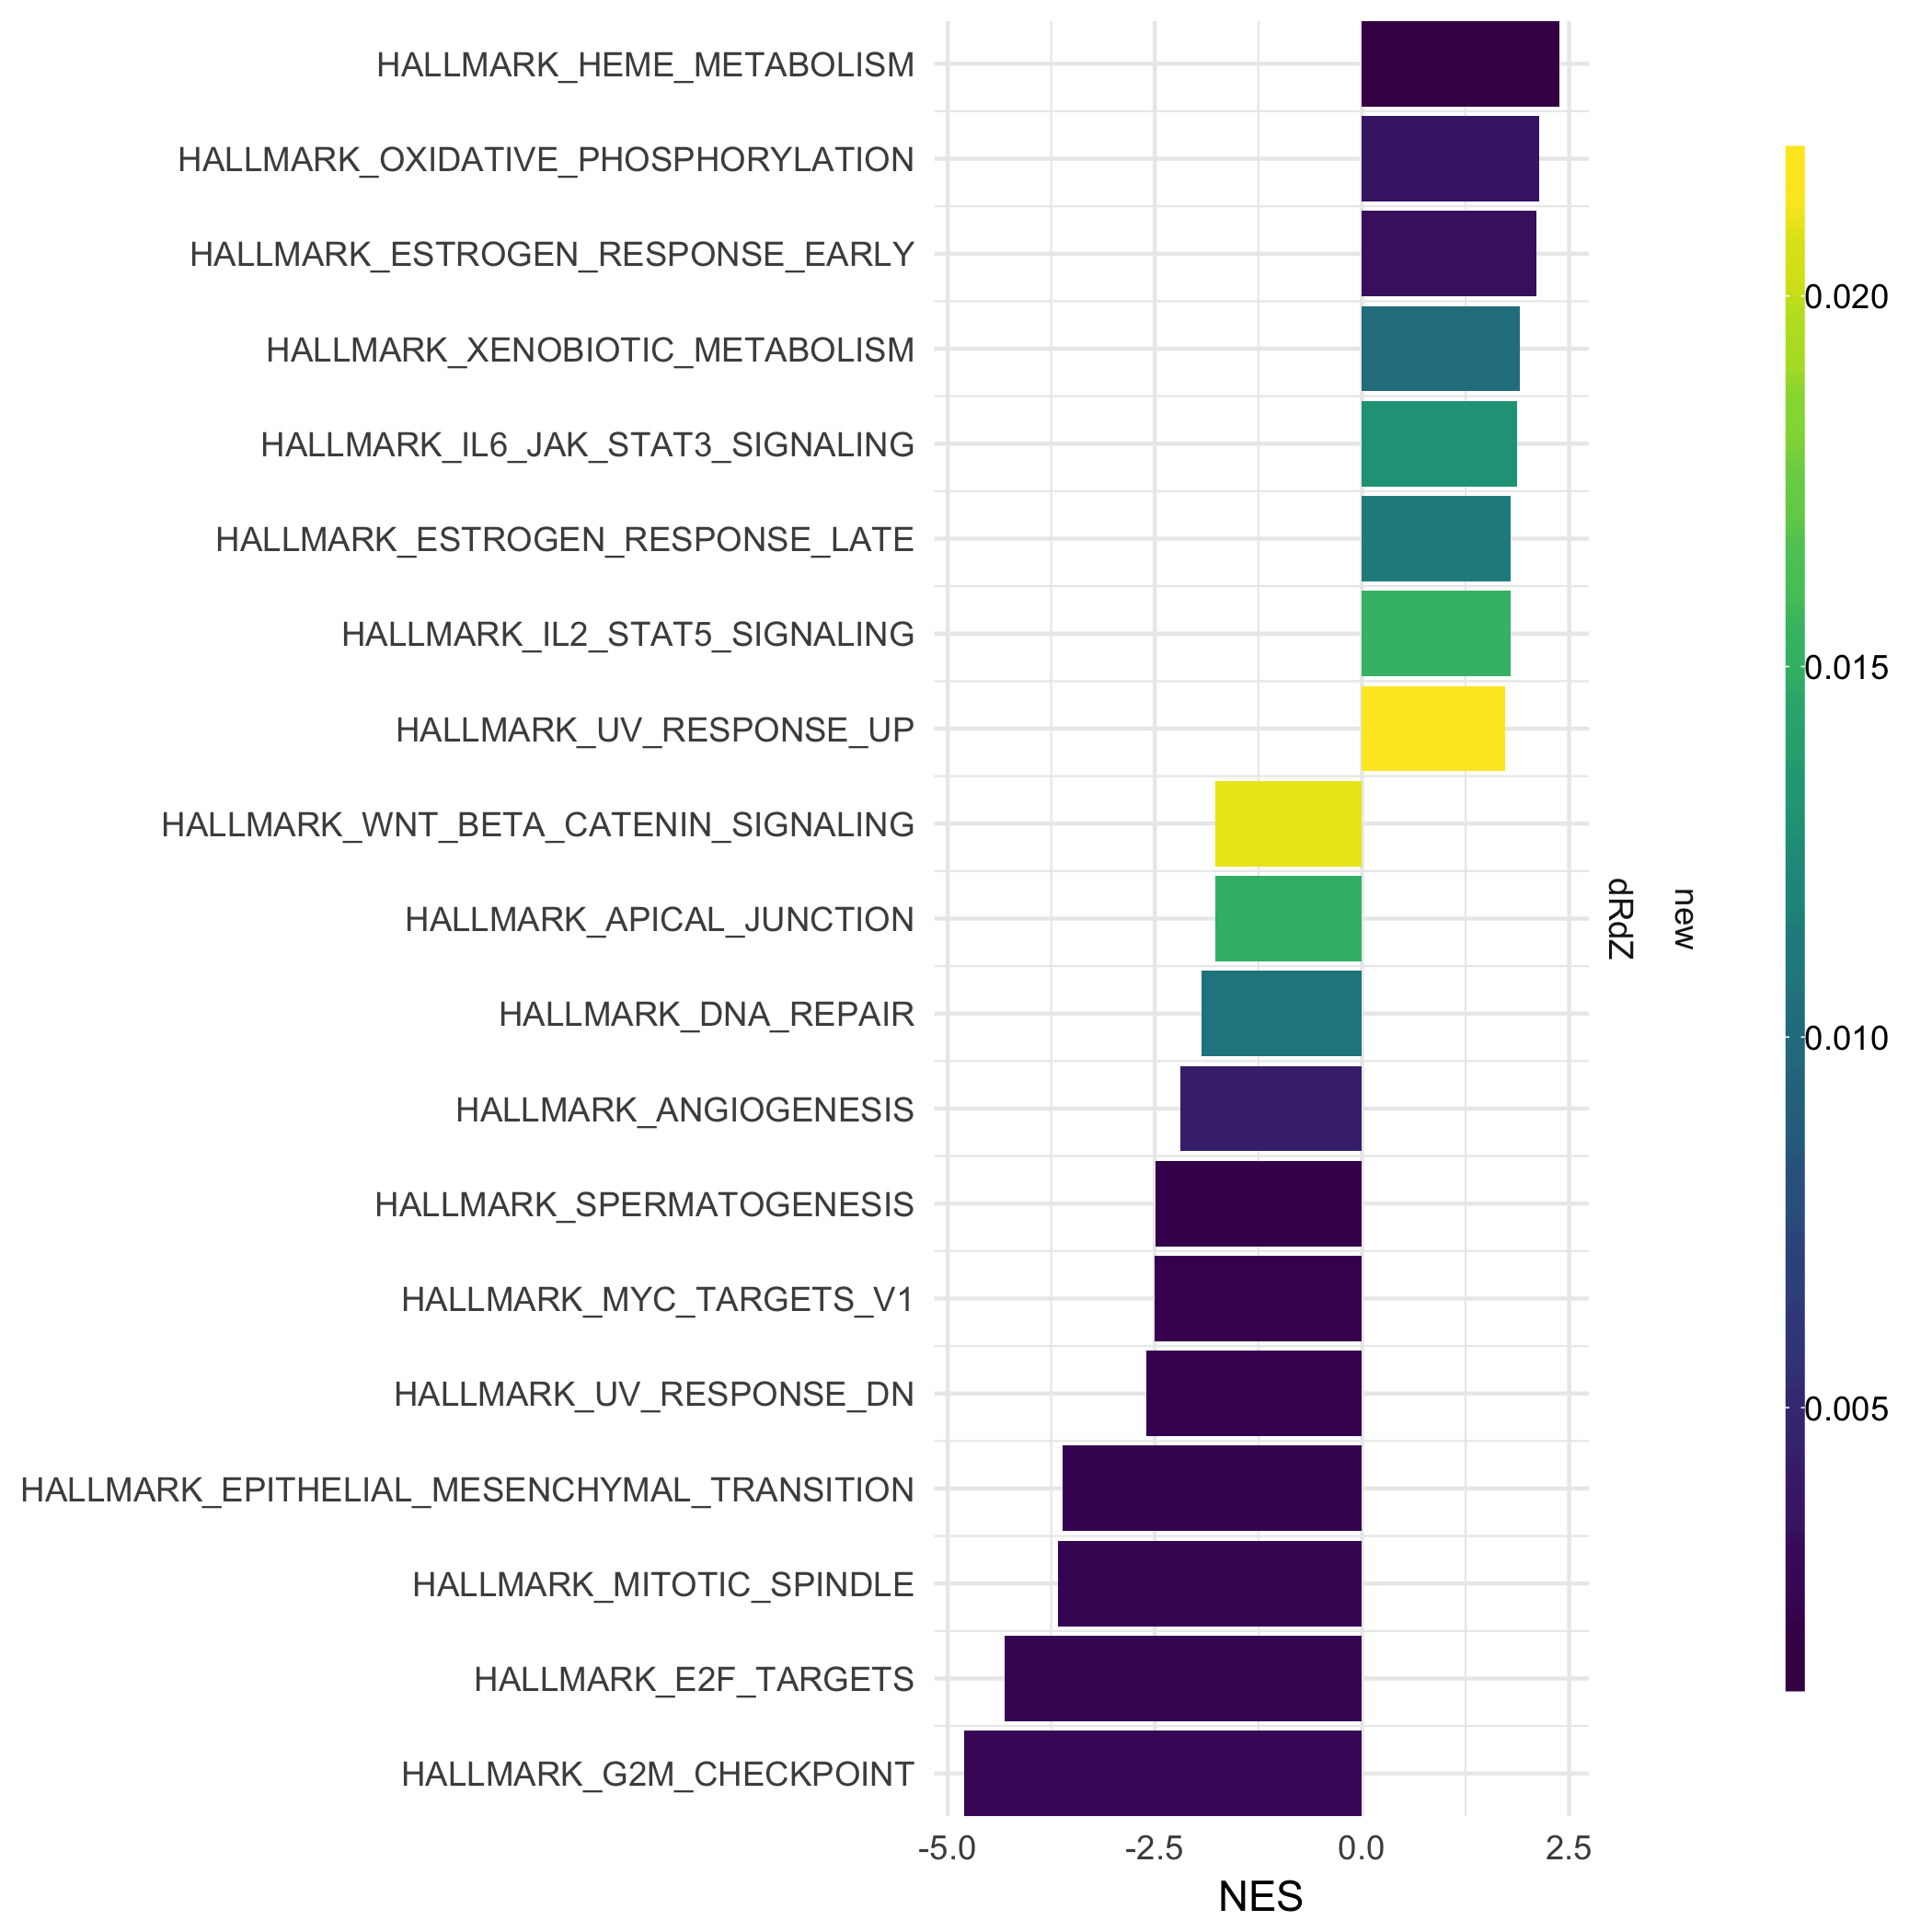 HALLMARK_HEME_METABOLISM
HALLMARK_OXIDATIVE_PHOSPHORYLATION
HALLMARK_ESTROGEN_RESPONSE_EARLY
HALLMARK_XENOBIOTIC_METABOLISM
HALLMARK_IL6_JAK_STAT3_SIGNALING
HALLMARK_ESTROGEN_RESPONSE_LATE
HALLMARK_IL2_STAT5_SIGNALING
HALLMARK_UV_RESPONSE_UP
HALLMARK_WNT_BETA_CATENIN_SIGNALING
HALLMARK_APICAL_JUNCTION
HALLMARK_DNA_REPAIR
HALLMARK_ANGIOGENESIS
HALLMARK_SPERMATOGENESIS
HALLMARK_MYC_TARGETS_V1
HALLMARK_UV_RESPONSE_DN
HALLMARK_EPITHELIAL_MESENCHYMAL_TRANSITION
HALLMARK_MITOTIC_SPINDLE
HALLMARK_E2F_TARGETS
HALLMARK_G2M_CHECKPOINT
-5.0 -2.5 0.0 2.5
NES
dRdZ
new
0.020
0.015
0.010
0.005